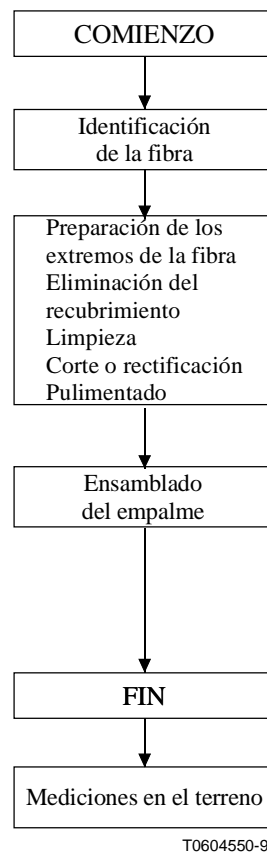 COMIENZO
Identificación
de la fibra
Preparación de los
extremos de la fibra
Eliminación del
recubrimiento
Limpieza
Corte o rectificación
Pulimentado
Ensamblado
del empalme
FIN
Mediciones en el terreno
T0604550-9